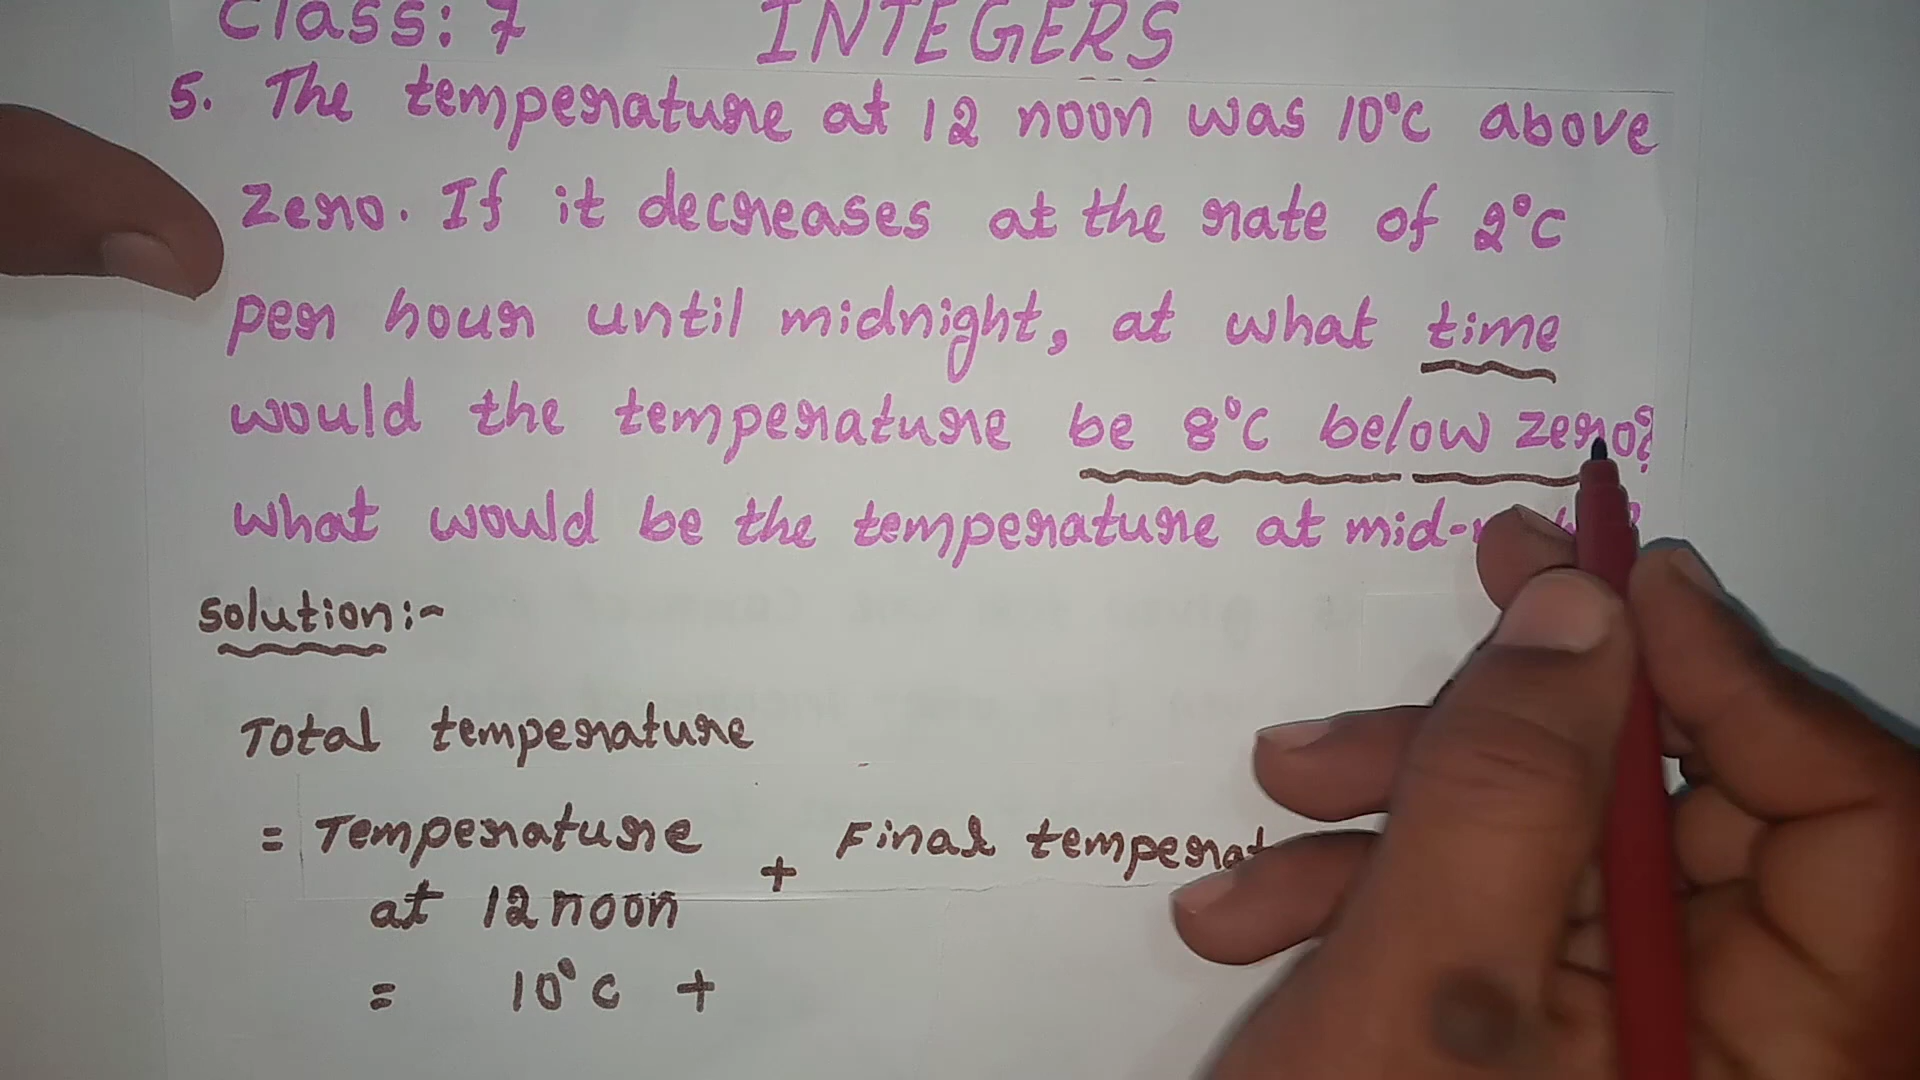 Class: 7 INTEGERS
5. The temperature at 12 noon was 10°C above
zero. If it decreases at the rate of 2°C
per hour until midnight, at what time
would the temperature be 8°C below zero?
What would be the temperature at mid-
Solution:-
Total temperature
= Temperature + Final
at 12 noon
= 10°C +